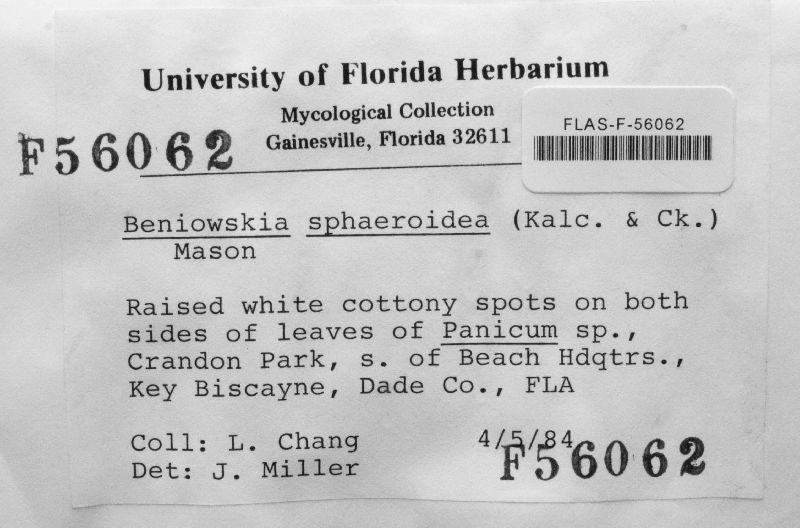 University of Florida Herbarium
Mycological Collection
Gainesville, Florida 32611
F56062
FLAS-F-56062
Beniowskia sphaeroidea (Kalc. & Ck.)
Mason
Raised white cottony spots on both
sides of leaves of Panicum sp.,
Crandon Park, s. of Beach Hdqtrs.,
Key Biscayne, Dade Co., FLA
Coll: L. Chang 4/5/84
Det: J. Miller F56062